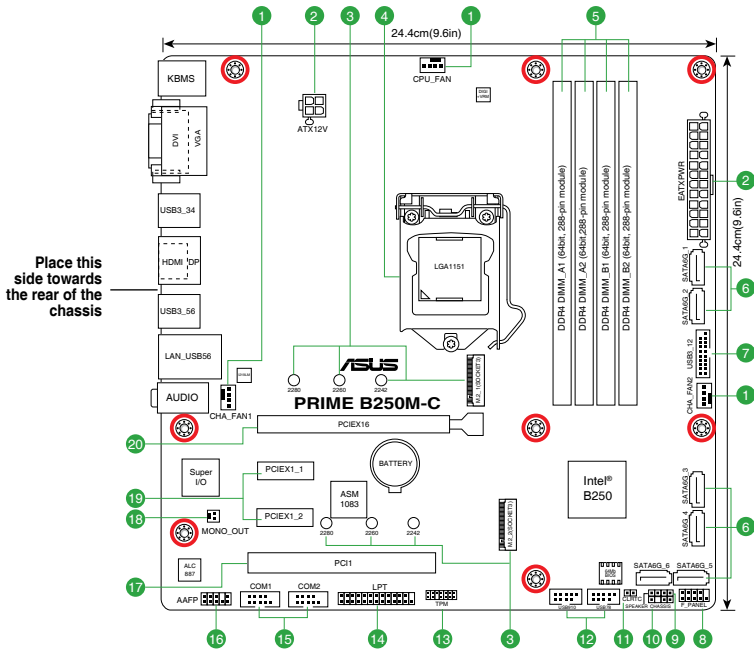 1 2 3 4 1 5
24.4cm(9.6in)
KBMS
CPU_FAN
DIGI
+VRM
ATX12V
DVI
VGA
EATXPWR
2
24.4cm(9.6in)
USB3_34
DDR4 DIMM_A1 (64bit, 288-pin module)
DDR4 DIMM_A2 (64bit,288-pin module)
DDR4 DIMM_B1 (64bit, 288-pin module)
DDR4 DIMM_B2 (64bit, 288-pin module)
HDMI DP
LGA1151
SATA6G_1
SATA6G_2
6
Place this
side towards
the rear of the
chassis
USB3_56
USB3_12
7
LAN_USB56
1
ASUS
2280 2260 2242
M.2_1(SOCKET3)
AUDIO
CHA_FAN1
PRIME B250M-C
CHA_FAN2
1
20
PCIEX16
BATTERY
Super
I/O
PCIEX1_1
19
ASM
1083
Intel®
B250
SATA6G_3
SATA6G_4
6
18
MONO_OUT
PCIEX1_2
2280 2260 2242
M.2_2(SOCKET3)
17
ALC
887
PCI1
SATA6G_6 SATA6G_5
AAFP
COM1 COM2
LPT
TPM
CLRTC
SPEAKER CHASSIS
F_PANEL
16 15 14 13 3 12 11 10 9 8